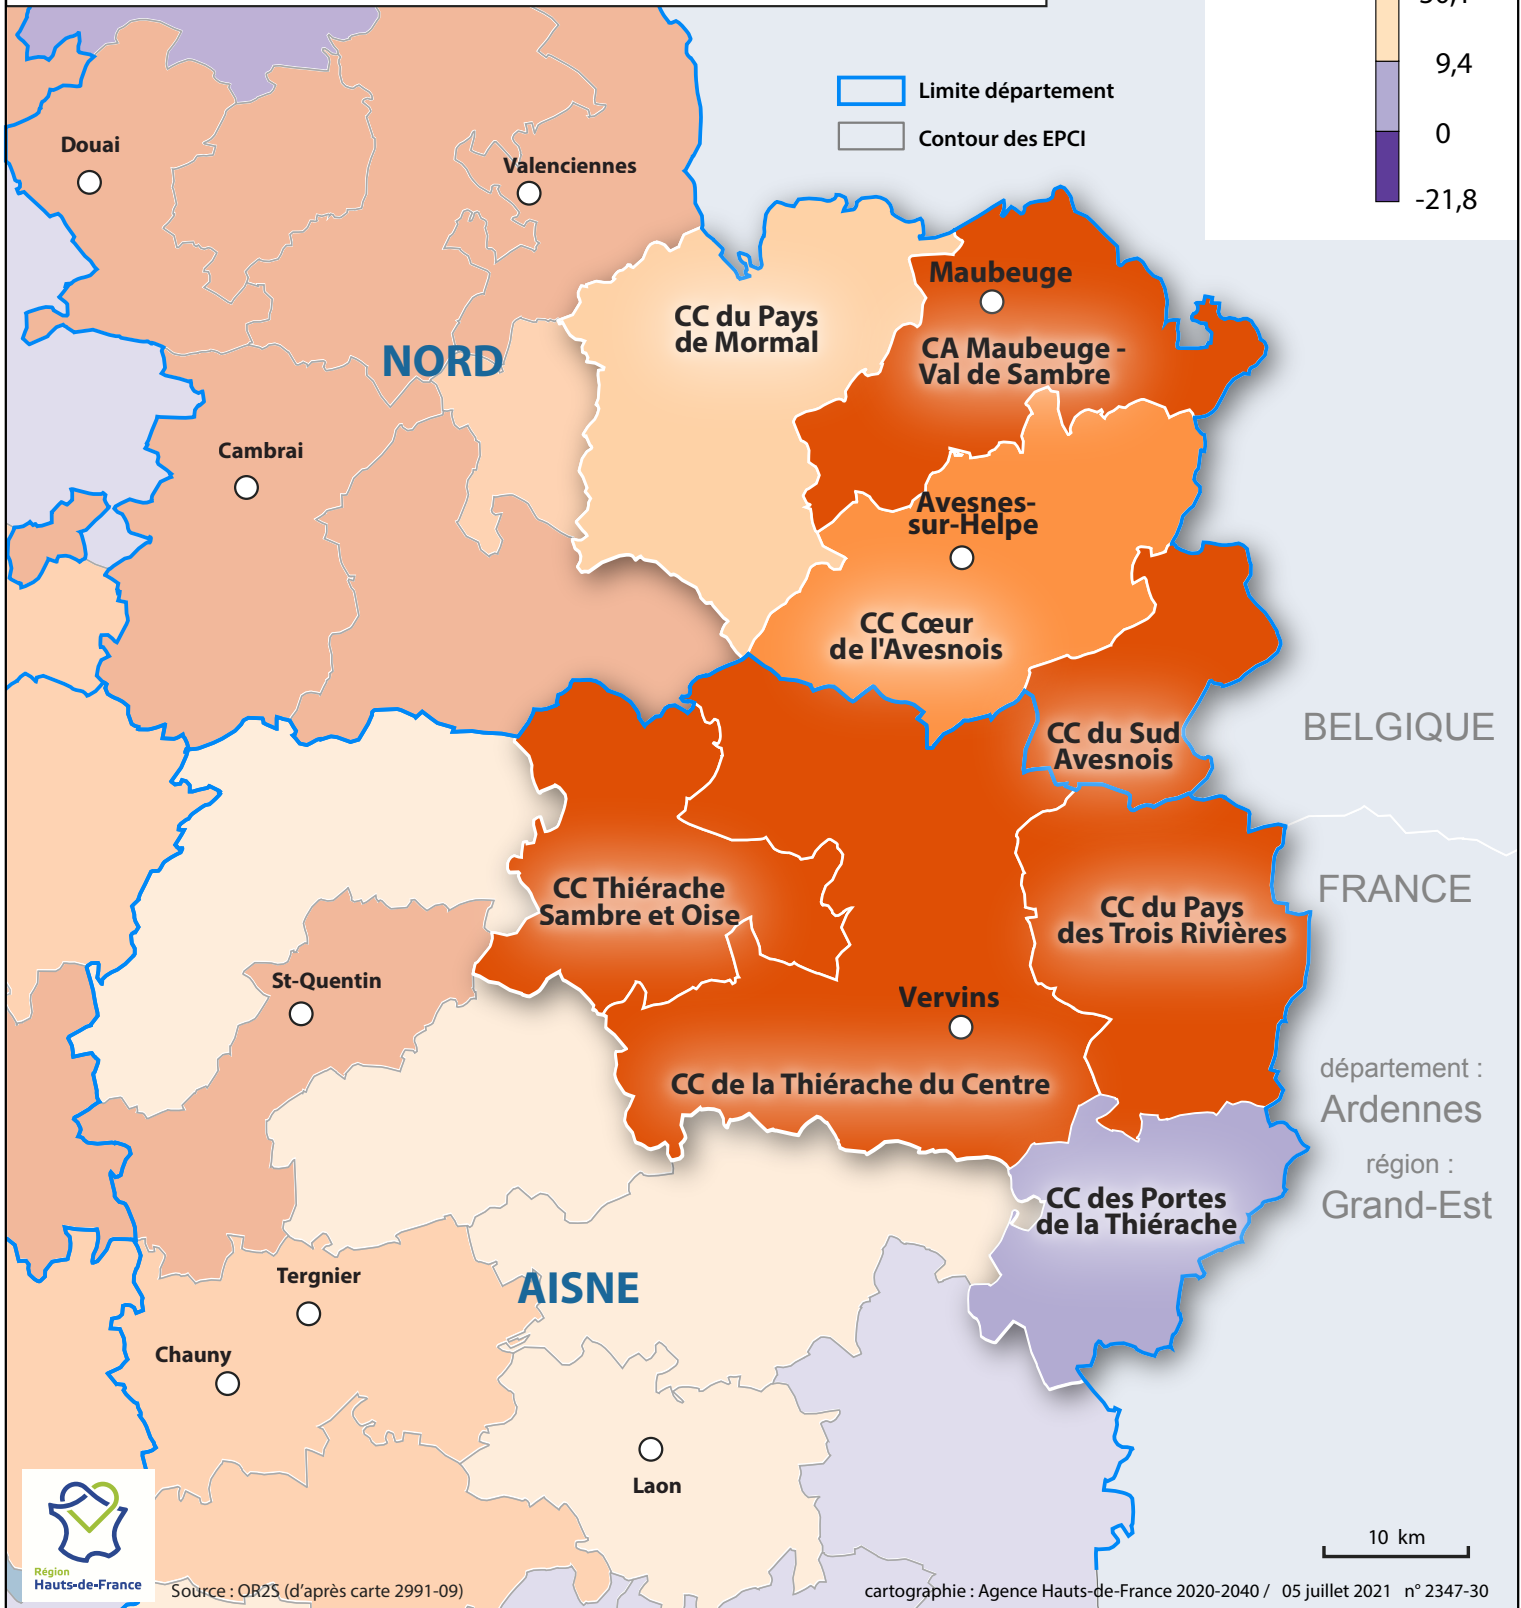 9,4
0
-21,8
Limite département
Contour des EPCI
Douai
Valenciennes
Maubeuge
CC du Pays
de Mormal
CA Maubeuge -
Val de Sambre
NORD
Cambrai
Avesnes-
sur-Helpe
CC Cœur
de l'Avesnois
CC du Sud
Avesnois
BELGIQUE
FRANCE
CC Thiérache
Sambre et Oise
CC du Pays
des Trois Rivières
St-Quentin
Vervins
CC de la Thiérache du Centre
département :
Ardennes
région :
Grand-Est
CC des Portes
de la Thiérache
Tergnier
AISNE
Chauny
Laon
10 km
Région
Hauts-de-France
Source : OR2S (d'après carte 2991-09)
cartographie : Agence Hauts-de-France 2020-2040 / 05 juillet 2021 n° 2347-30